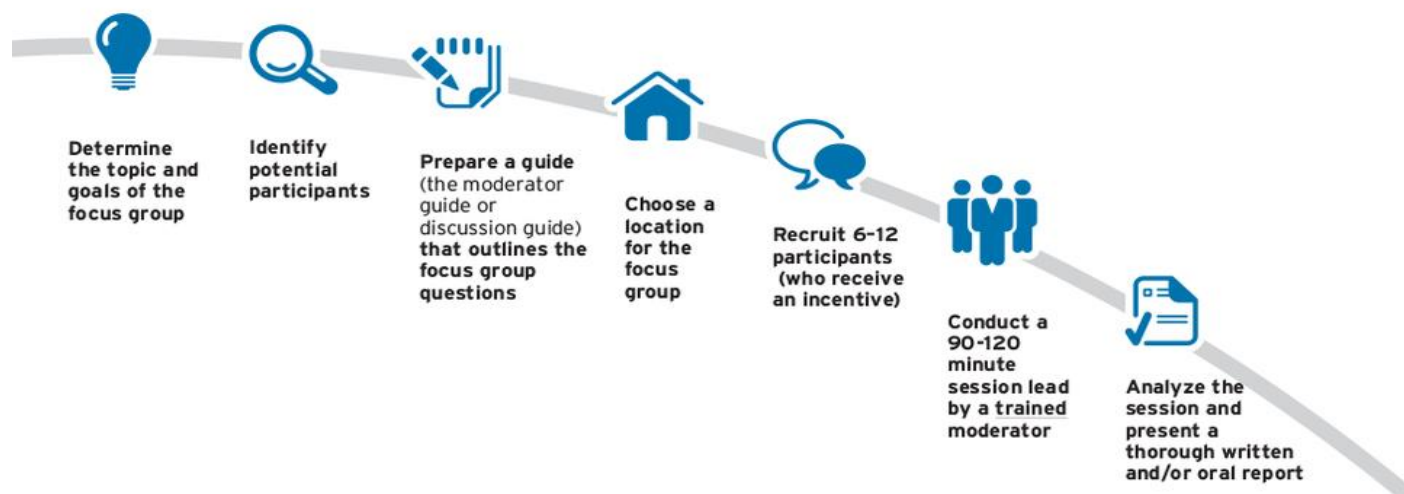 Determine
the topic and
goals of the
focus group
Identify
potential
participants
Prepare a guide
(the moderator
guide or
discussion guide)
that outlines the
focus group
questions
Choose a
location
for the
focus
group
Recruit 6-12
participants
(who receive
an incentive)
Conduct a
90-120
minute
session lead
by a trained
moderator
Analyze the
session and
present a
thorough written
and/or oral report